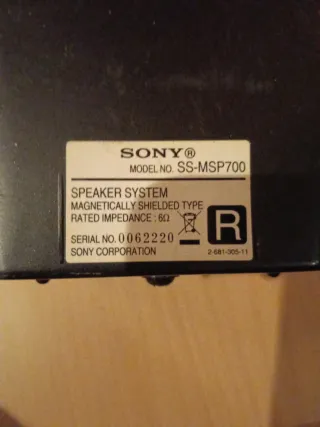 SONY®
MODEL NO. SS-MSP700
SPEAKER SYSTEM
MAGNETICALLY SHIELDED TYPE
RATED IMPEDANCE : 6Ω
R
SERIAL NO. 0062220
SONY CORPORATION
2-681-305-11